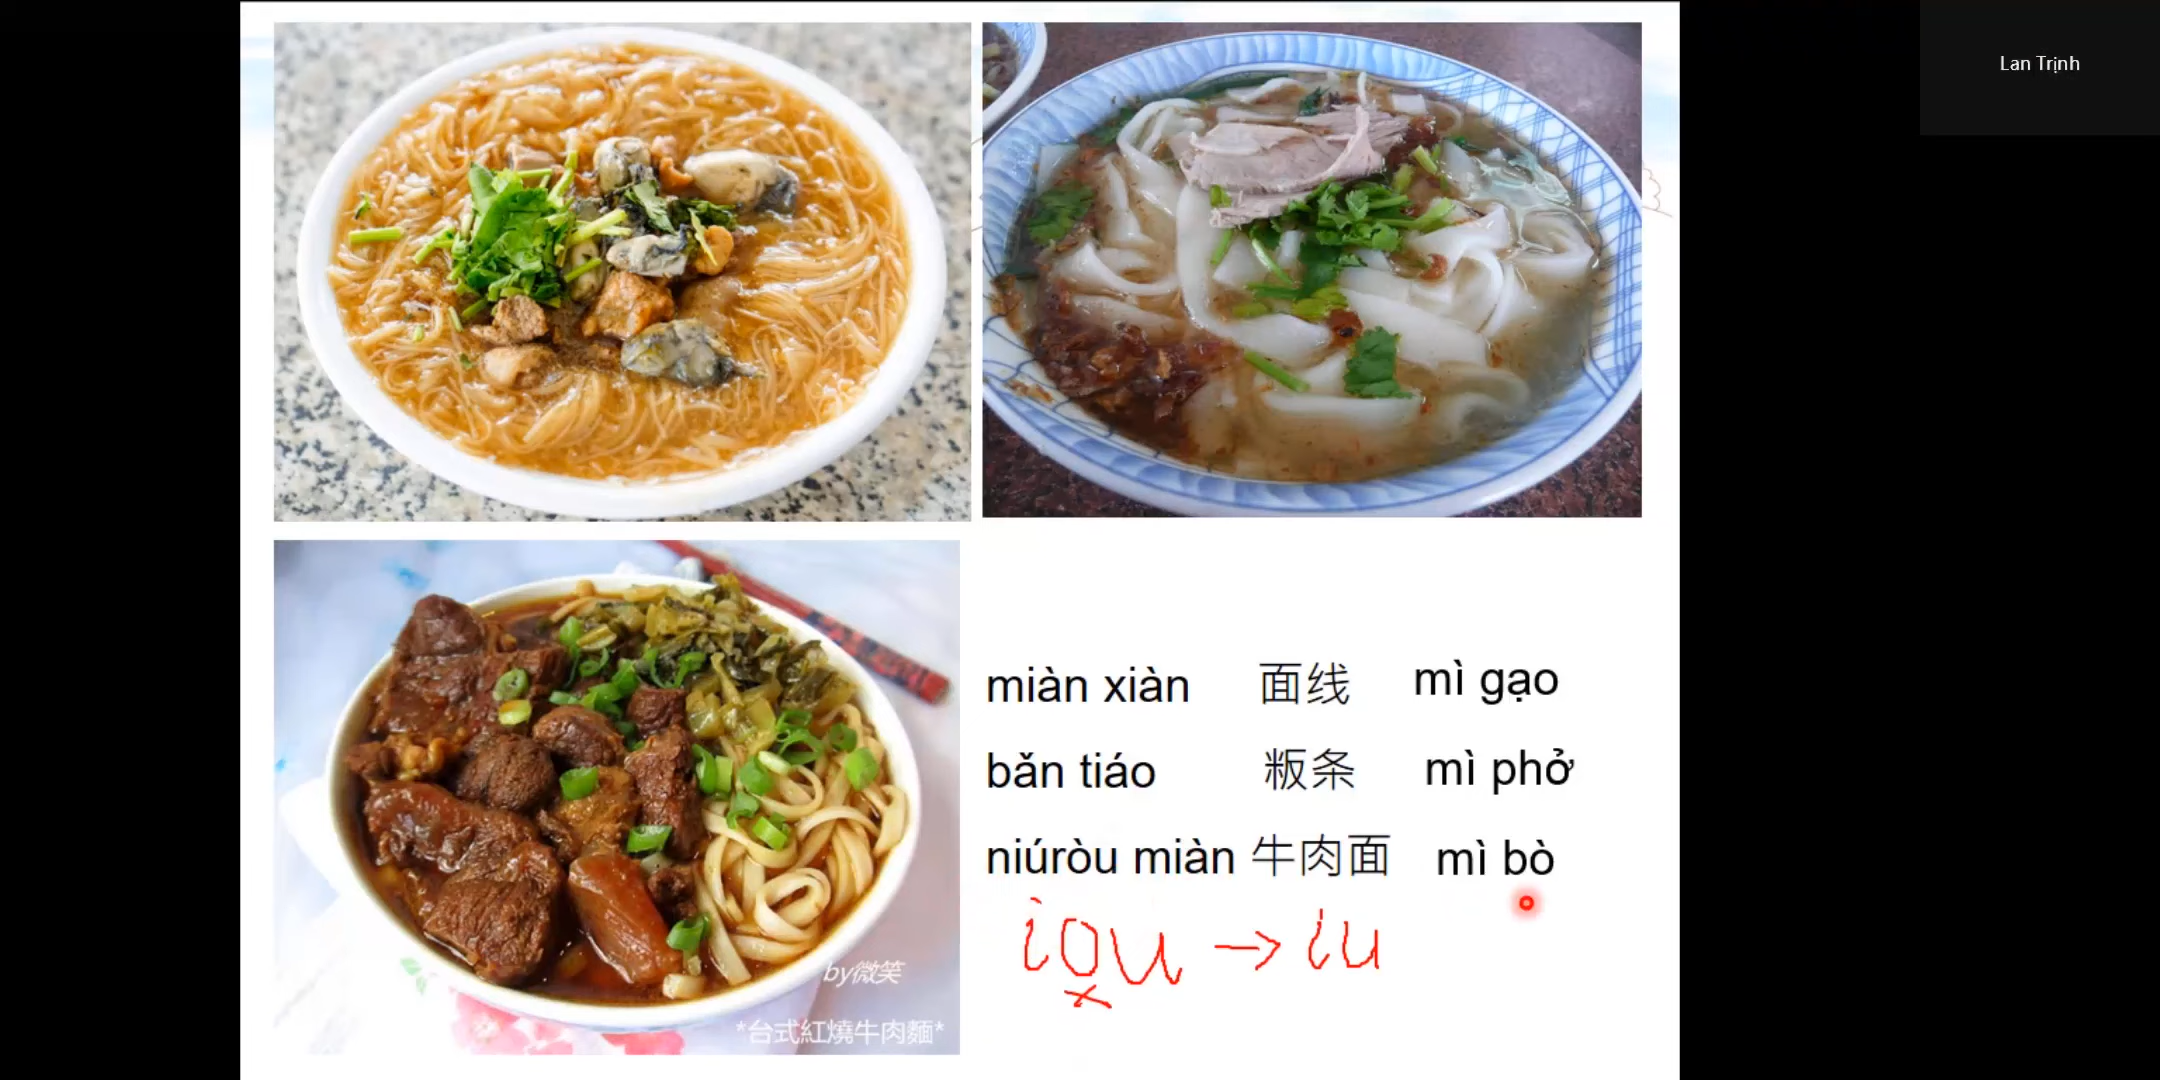 Lan Trịnh
miàn xiàn 面线 mì gạo
bǎn tiáo 粄条 mì phở
niúròu miàn 牛肉面 mì bò
iou → iu
by微笑
*台式紅燒牛肉麵*